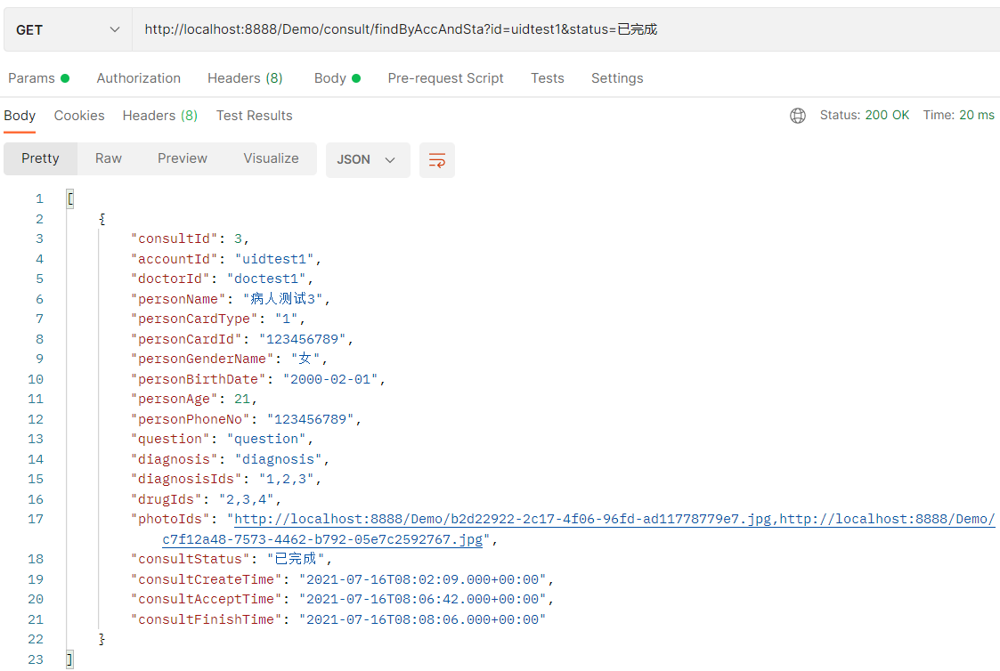 GET http://localhost:8888/Demo/consult/findByAccAndSta?id=uidtest1&status=已完成
Params Authorization Headers (8) Body Pre-request Script Tests Settings
Body Cookies Headers (8) Test Results Status: 200 OK Time: 20 ms
Pretty Raw Preview Visualize JSON
1 [
2 {
3 "consultId": 3,
4 "accountId": "uidtest1",
5 "doctorId": "doctest1",
6 "personName": "病人测试3",
7 "personCardType": "1",
8 "personCardId": "123456789",
9 "personGenderName": "女",
10 "personBirthDate": "2000-02-01",
11 "personAge": 21,
12 "personPhoneNo": "123456789",
13 "question": "question",
14 "diagnosis": "diagnosis",
15 "diagnosisIds": "1,2,3",
16 "drugIds": "2,3,4",
17 "photoIds": "http://localhost:8888/Demo/b2d22922-2c17-4f06-96fd-ad11778779e7.jpg,http://localhost:8888/Demo/
c7f12a48-7573-4462-b792-05e7c2592767.jpg",
18 "consultStatus": "已完成",
19 "consultCreateTime": "2021-07-16T08:02:09.000+00:00",
20 "consultAcceptTime": "2021-07-16T08:06:42.000+00:00",
21 "consultFinishTime": "2021-07-16T08:08:06.000+00:00"
22 }
23 ]